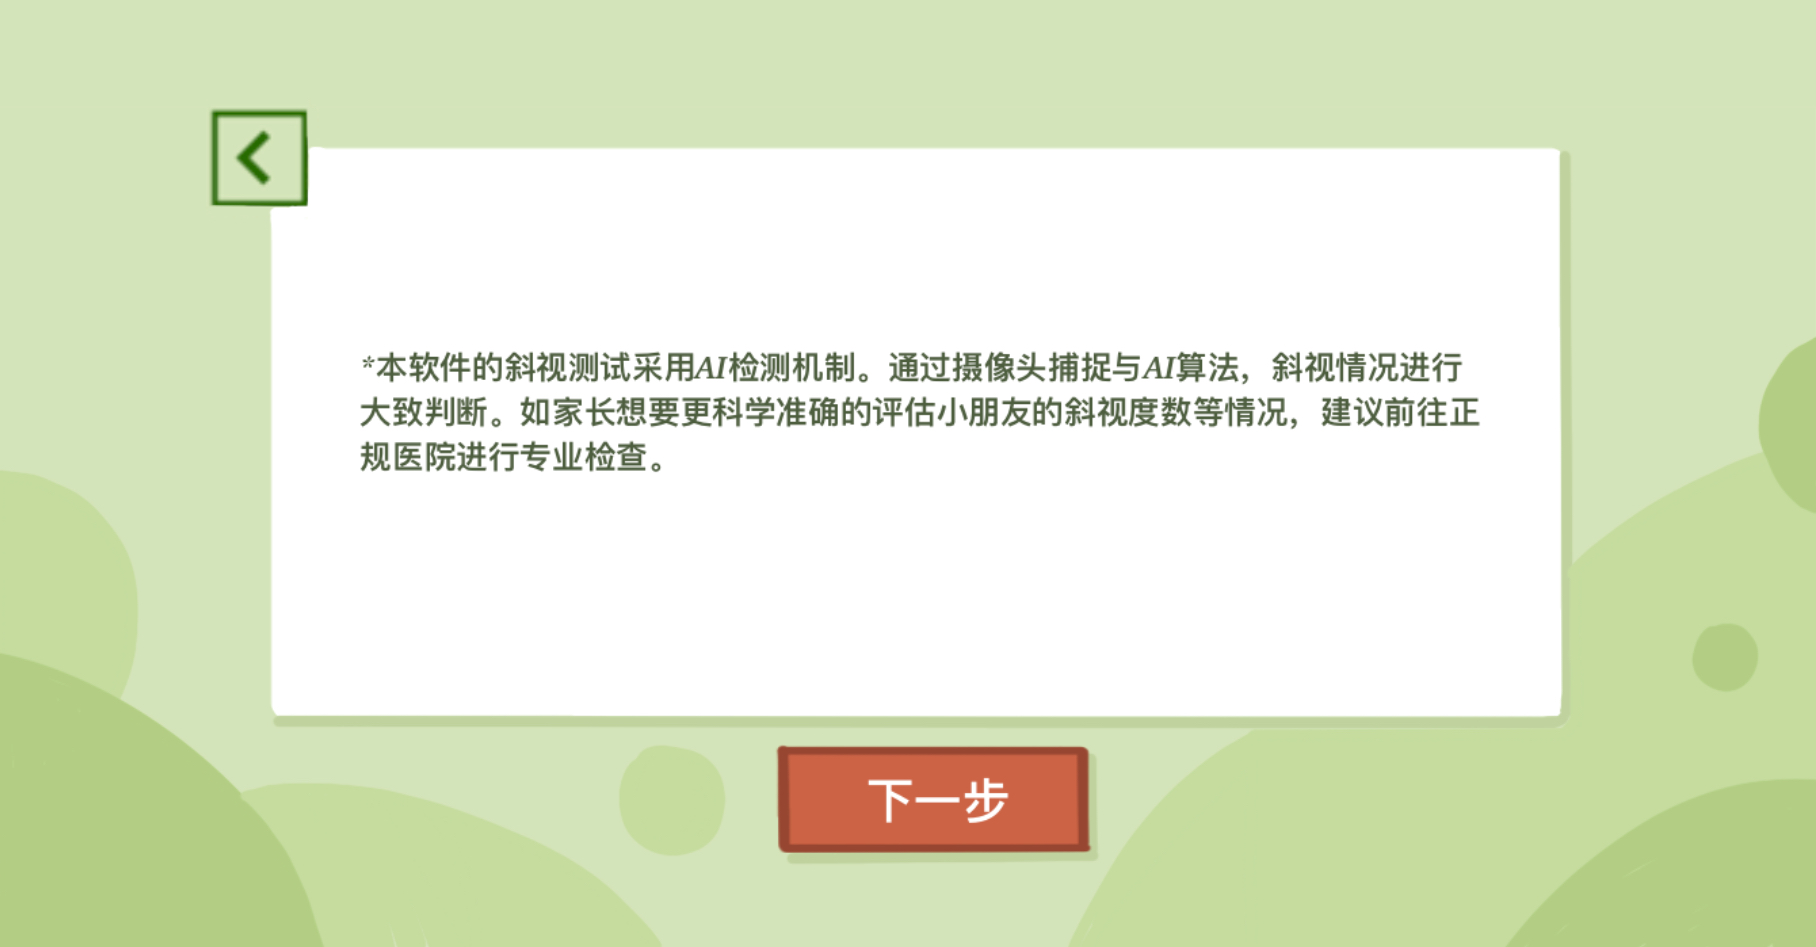 *本软件的斜视测试采用AI检测机制。通过摄像头捕捉与AI算法，斜视情况进行
大致判断。如家长想要更科学准确的评估小朋友的斜视度数等情况，建议前往正
规医院进行专业检查。
下一步